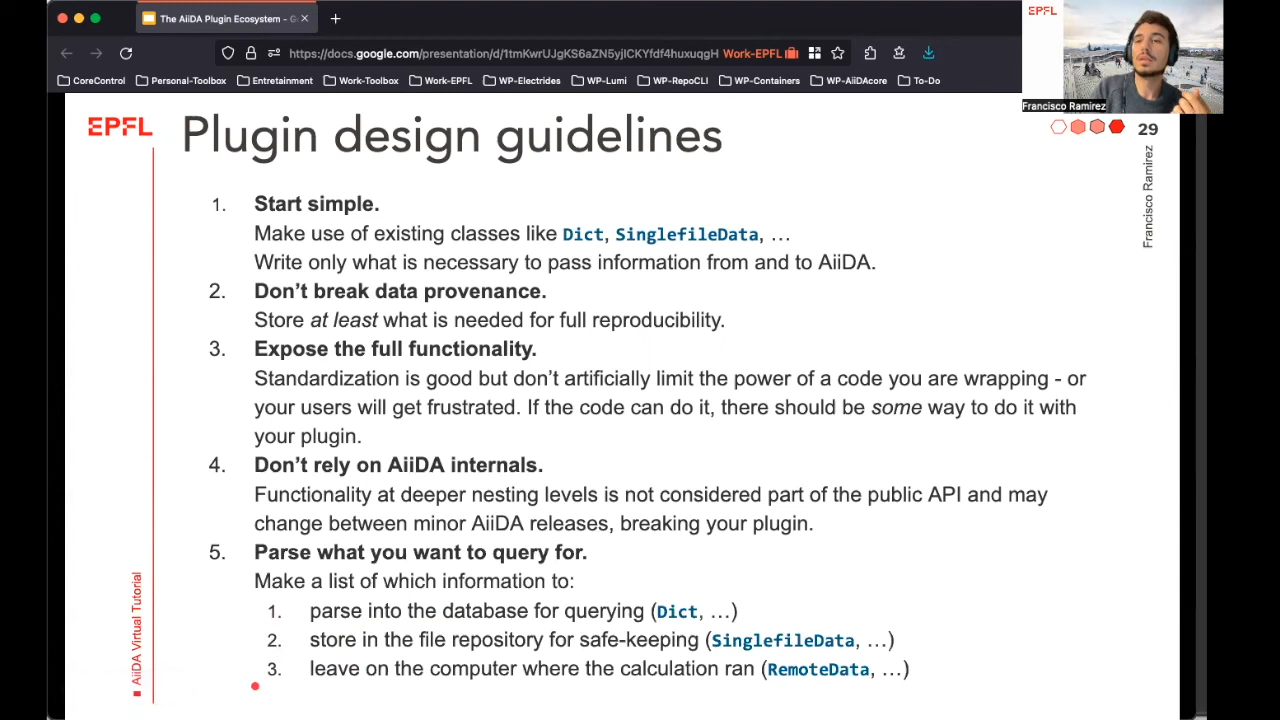 The AiiDA Plugin Ecosystem - G
https://docs.google.com/presentation/d/1tmKwrUJgKS6aZN5yjlCKYfdf4huxuqgH
Work-EPFL
CoreControl
Personal-Toolbox
Entretainment
Work-Toolbox
Work-EPFL
WP-Electrides
WP-Lumi
WP-RepoCLI
WP-Containers
WP-AiiDAcore
To-Do
EPFL
Francisco Ramirez
EPFL
Plugin design guidelines
29
Francisco Ramirez
1. Start simple.
Make use of existing classes like Dict, SinglefileData, …
Write only what is necessary to pass information from and to AiiDA.
2. Don’t break data provenance.
Store at least what is needed for full reproducibility.
3. Expose the full functionality.
Standardization is good but don’t artificially limit the power of a code you are wrapping - or
your users will get frustrated. If the code can do it, there should be some way to do it with
your plugin.
4. Don’t rely on AiiDA internals.
Functionality at deeper nesting levels is not considered part of the public API and may
change between minor AiiDA releases, breaking your plugin.
5. Parse what you want to query for.
Make a list of which information to:
1. parse into the database for querying (Dict, …)
2. store in the file repository for safe-keeping (SinglefileData, …)
3. leave on the computer where the calculation ran (RemoteData, …)
AiiDA Virtual Tutorial